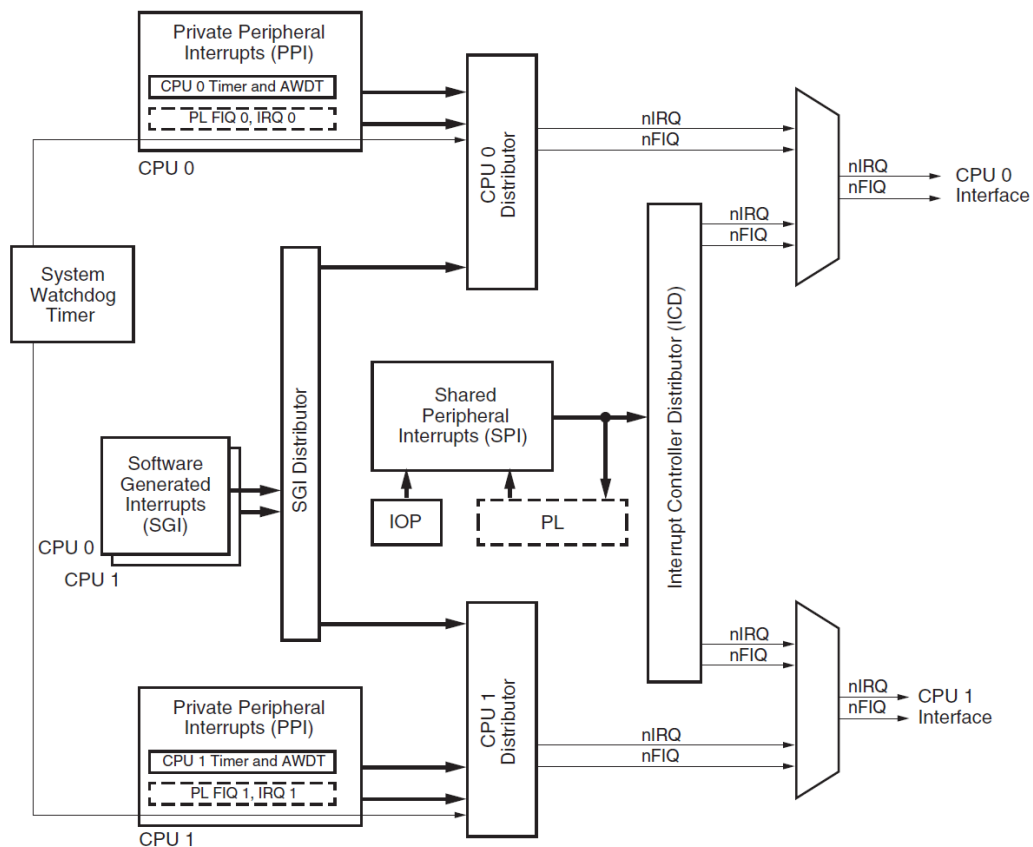 Private Peripheral
Interrupts (PPI)
CPU 0 Timer and AWDT
PL FIQ 0, IRQ 0
CPU 0
CPU 0
Distributor
nIRQ
nFIQ
nIRQ
nFIQ
nIRQ
nFIQ
CPU 0
Interface
System
Watchdog
Timer
Software
Generated
Interrupts
(SGI)
CPU 0
CPU 1
SGI Distributor
Shared
Peripheral
Interrupts (SPI)
IOP
PL
Interrupt Controller Distributor (ICD)
Private Peripheral
Interrupts (PPI)
CPU 1 Timer and AWDT
PL FIQ 1, IRQ 1
CPU 1
CPU 1
Distributor
nIRQ
nFIQ
nIRQ
nFIQ
nIRQ
nFIQ
CPU 1
Interface